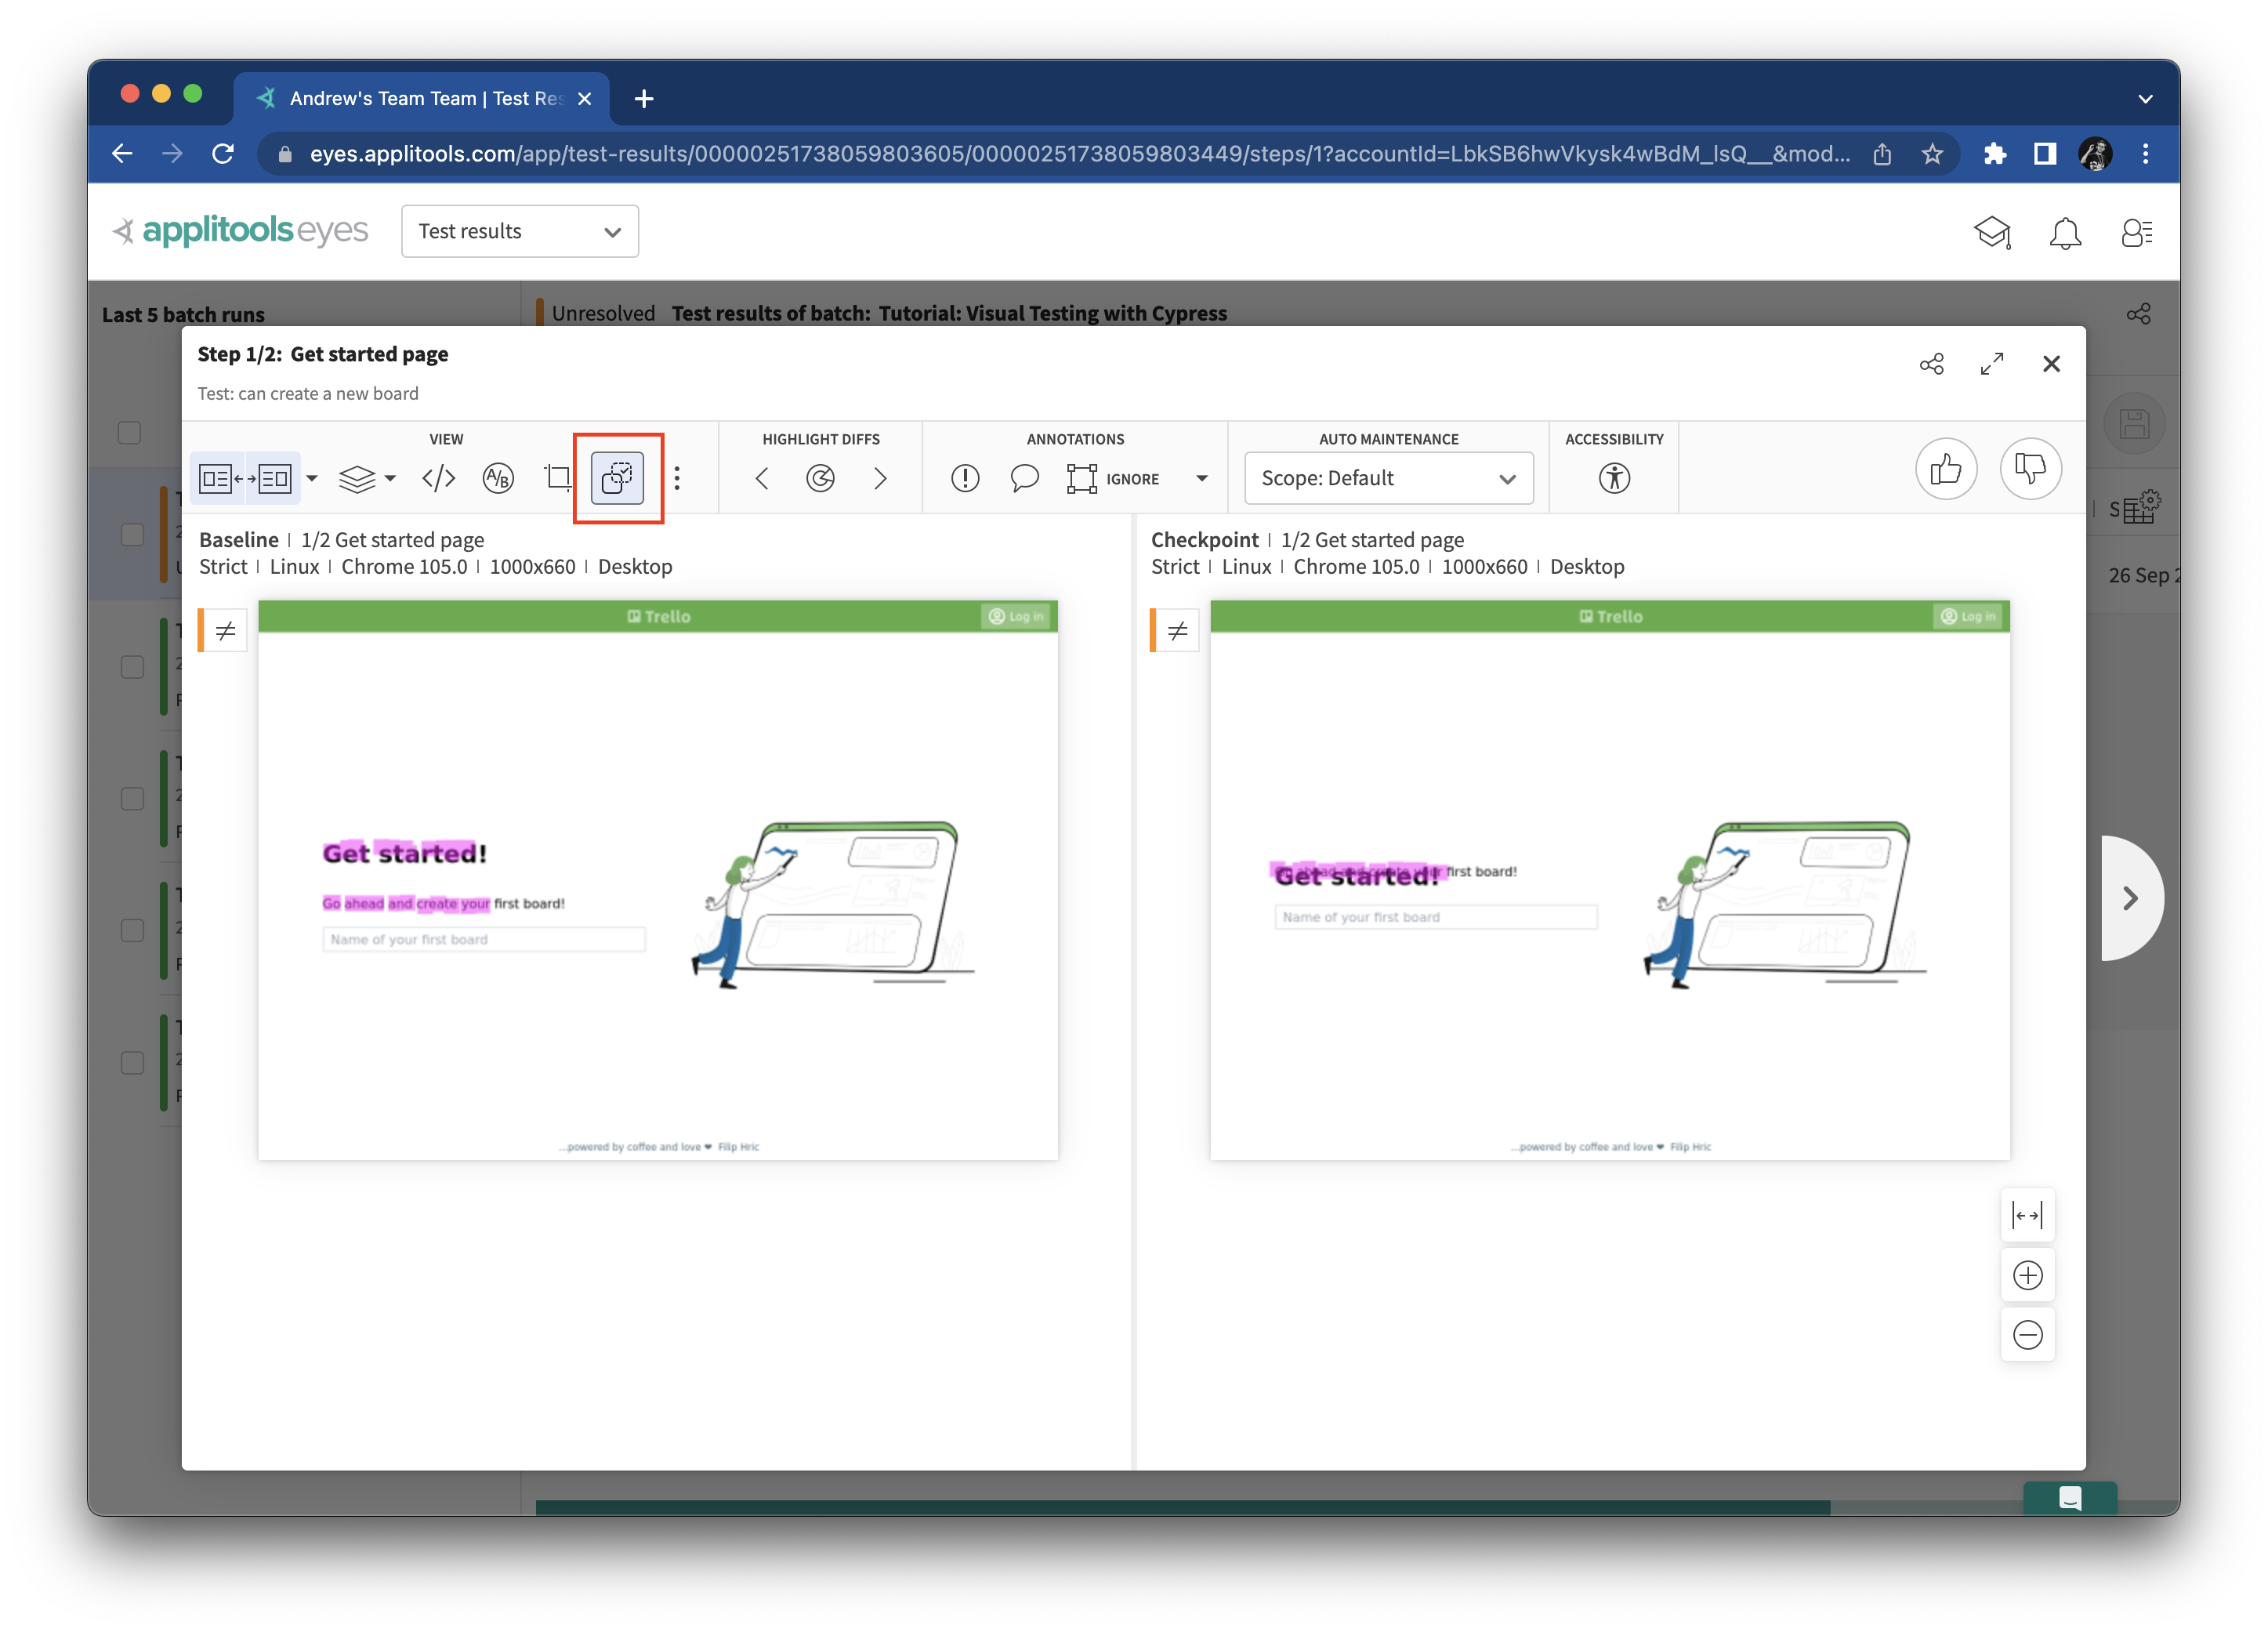 Andrew's Team Team | Test Res
eyes.applitools.com/app/test-results/00000251738059803605/00000251738059803449/steps/1?accountId=LbkSB6hwVkysk4wBdM_lsQ__&mod...
applitools eyes
Test results
Last 5 batch runs
Unresolved Test results of batch: Tutorial: Visual Testing with Cypress
Step 1/2: Get started page
Test: can create a new board
VIEW
HIGHLIGHT DIFFS
ANNOTATIONS
AUTO MAINTENANCE
ACCESSIBILITY
A/B
IGNORE
Scope: Default
Baseline | 1/2 Get started page
Strict | Linux | Chrome 105.0 | 1000x660 | Desktop
Trello
Log in
Get started!
Go ahead and create your first board!
Name of your first board
...powered by coffee and love ❤ Filip Hric
Checkpoint | 1/2 Get started page
Strict | Linux | Chrome 105.0 | 1000x660 | Desktop
Trello
Log in
Go ahead and create your first board!
Get started!
Name of your first board
...powered by coffee and love ❤ Filip Hric
26 Sep